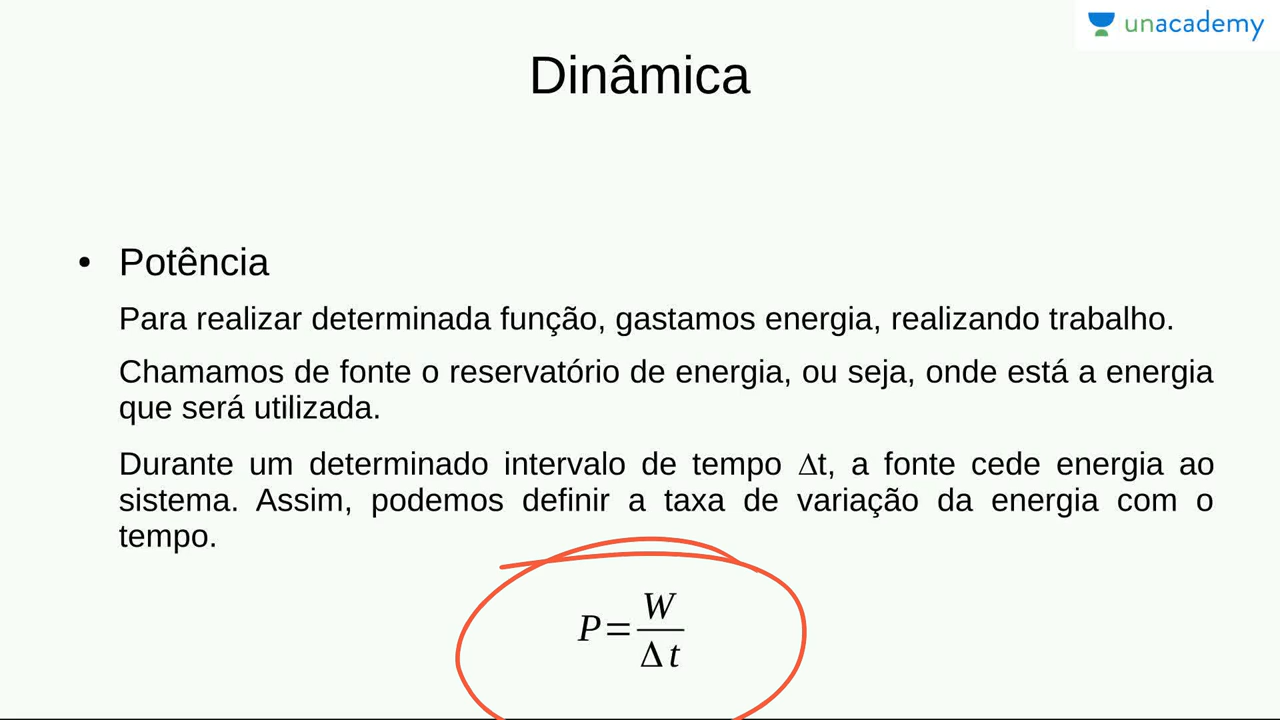 unacademy
Dinâmica
• Potência
Para realizar determinada função, gastamos energia, realizando trabalho.
Chamamos de fonte o reservatório de energia, ou seja, onde está a energia
que será utilizada.
Durante um determinado intervalo de tempo Δt, a fonte cede energia ao
sistema. Assim, podemos definir a taxa de variação da energia com o
tempo.
P = W / Δt